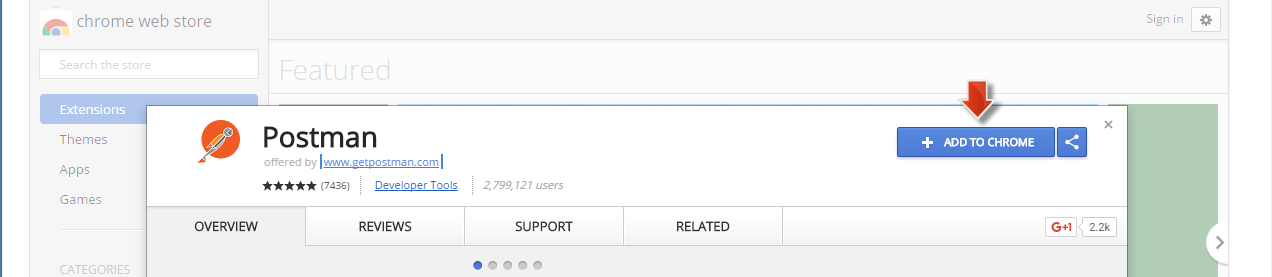 chrome web store
Sign in
Search the store
Featured
Extensions
Themes
Apps
Games
CATEGORIES
Postman
offered by www.getpostman.com
(7436) Developer Tools 2,799,121 users
+ ADD TO CHROME
×
OVERVIEW REVIEWS SUPPORT RELATED
G+1 2.2k